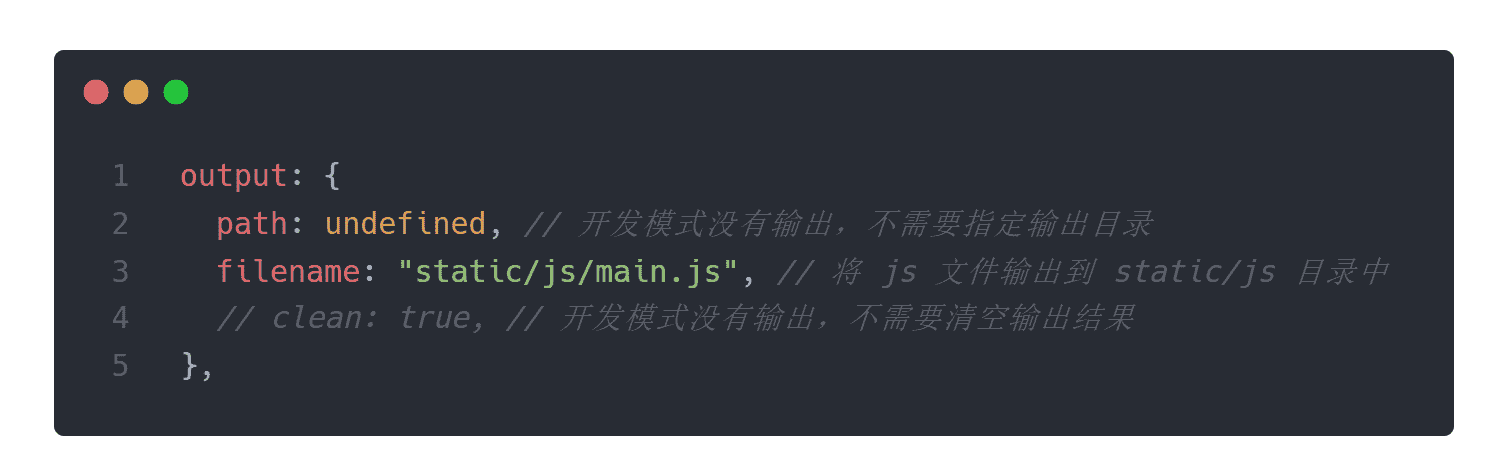 1 output: {
2   path: undefined, // 开发模式没有输出，不需要指定输出目录
3   filename: "static/js/main.js", // 将 js 文件输出到 static/js 目录中
4   // clean: true, // 开发模式没有输出，不需要清空输出结果
5 },